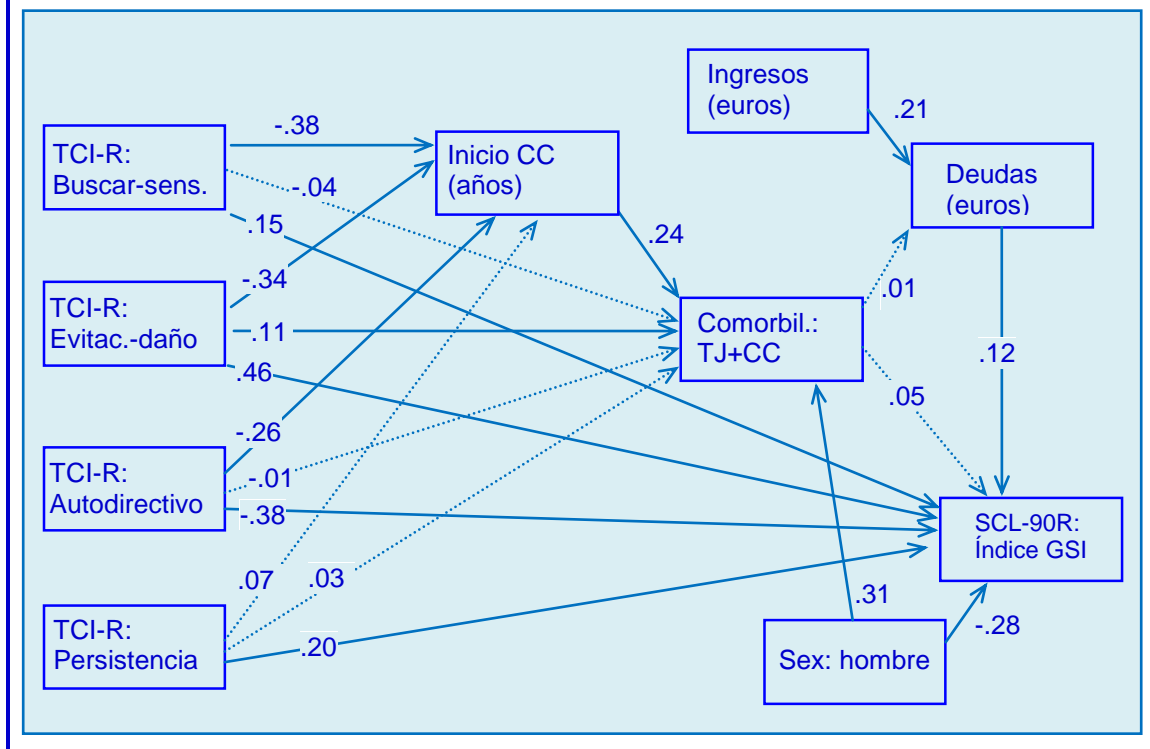 Ingresos
(euros)
.21
-.38
TCI-R:
Buscar-sens.
Inicio CC
(años)
Deudas
(euros)
-.04
.15
.24
-.34
.01
TCI-R:
Evitac.-daño
.11
Comorbil.:
TJ+CC
.12
.46
.05
-.26
TCI-R:
Autodirectivo
-.01
-.38
SCL-90R:
Índice GSI
.07
.03
.31
-.28
TCI-R:
Persistencia
.20
Sex: hombre